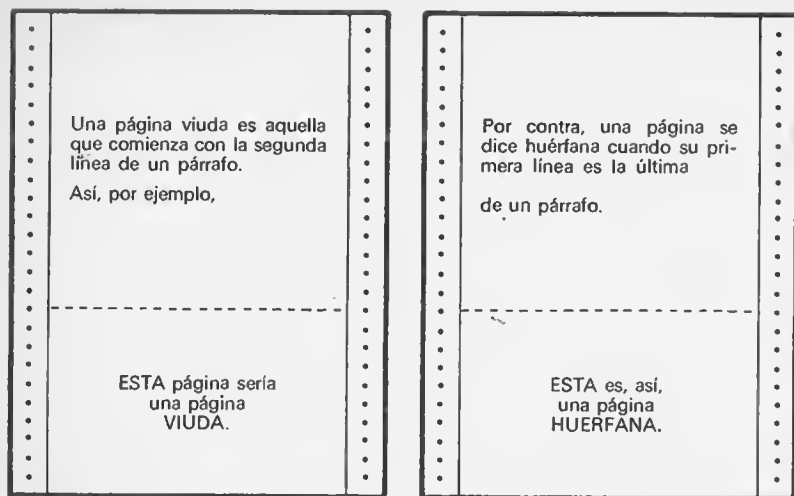 Una página viuda es aquella
que comienza con la segunda
línea de un párrafo.
Así, por ejemplo,
ESTA página sería
una página
VIUDA.
Por contra, una página se
dice huérfana cuando su pri-
mera línea es la última
de un párrafo.
ESTA es, así,
una página
HUERFANA.